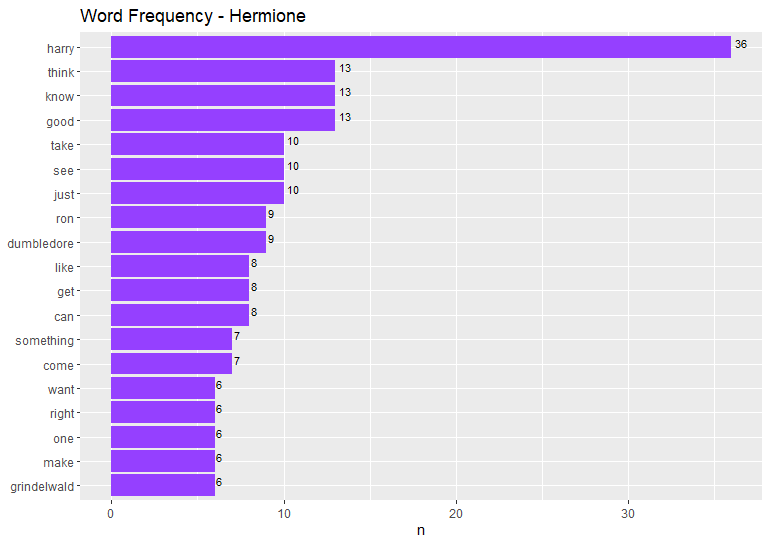 Word Frequency - Hermione
harry 36
think 13
know 13
good 13
take 10
see 10
just 10
ron 9
dumbledore 9
like 8
get 8
can 8
something 7
come 7
want 6
right 6
one 6
make 6
grindelwald 6
0 10 20 30
n